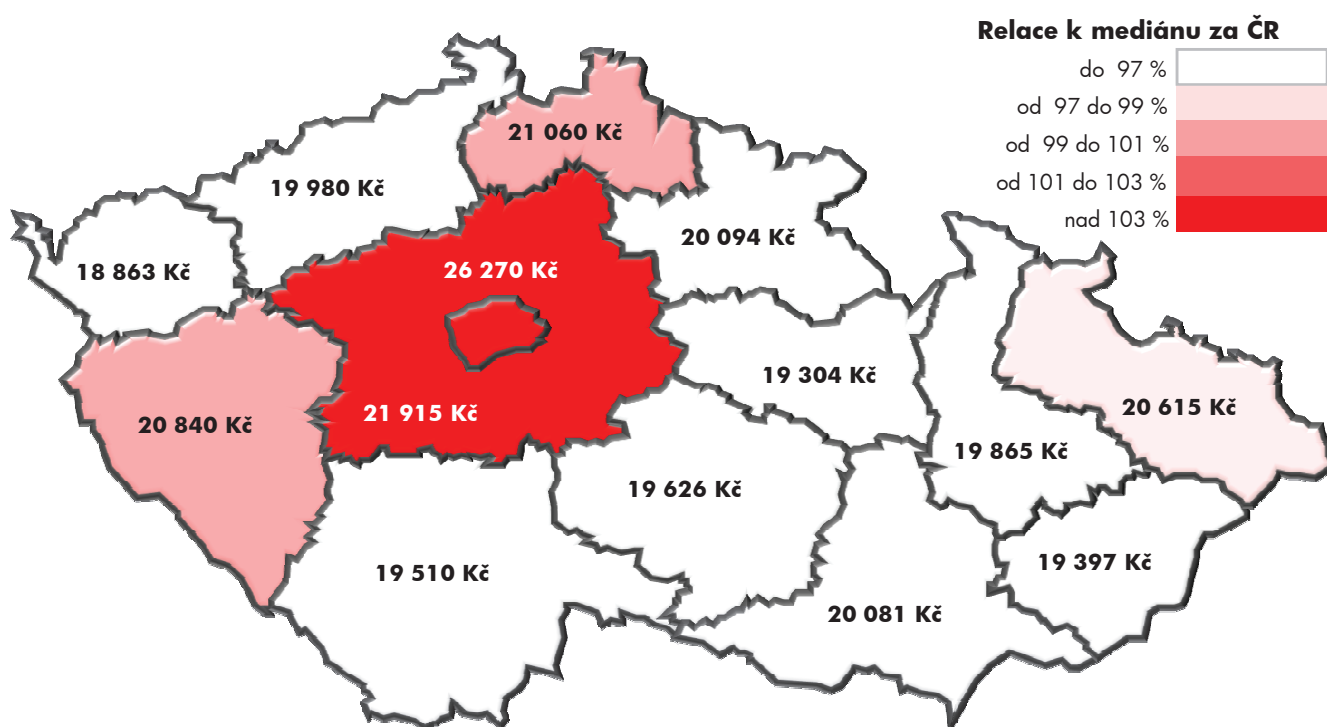 Relace k mediánu za ČR
do 97 %
od 97 do 99 %
od 99 do 101 %
od 101 do 103 %
nad 103 %
21 060 Kč
19 980 Kč
20 094 Kč
18 863 Kč
26 270 Kč
19 304 Kč
20 615 Kč
21 915 Kč
20 840 Kč
19 865 Kč
19 626 Kč
19 397 Kč
19 510 Kč
20 081 Kč